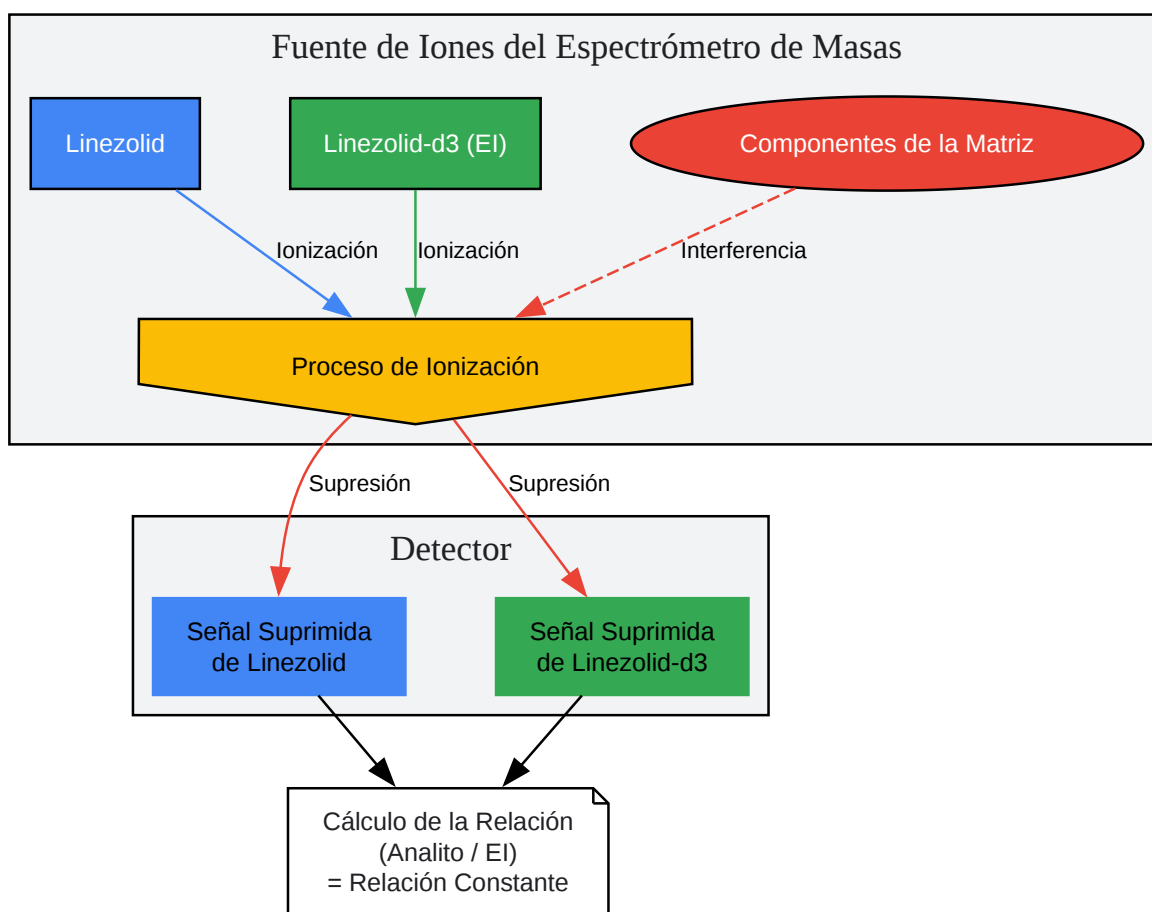 Fuente de Iones del Espectrómetro de Masas
Linezolid
Linezolid-d3 (EI)
Componentes de la Matriz
Ionización
Ionización
Interferencia
Proceso de Ionización
Supresión
Supresión
Detector
Señal Suprimida
de Linezolid
Señal Suprimida
de Linezolid-d3
Cálculo de la Relación
(Analito / EI)
= Relación Constante